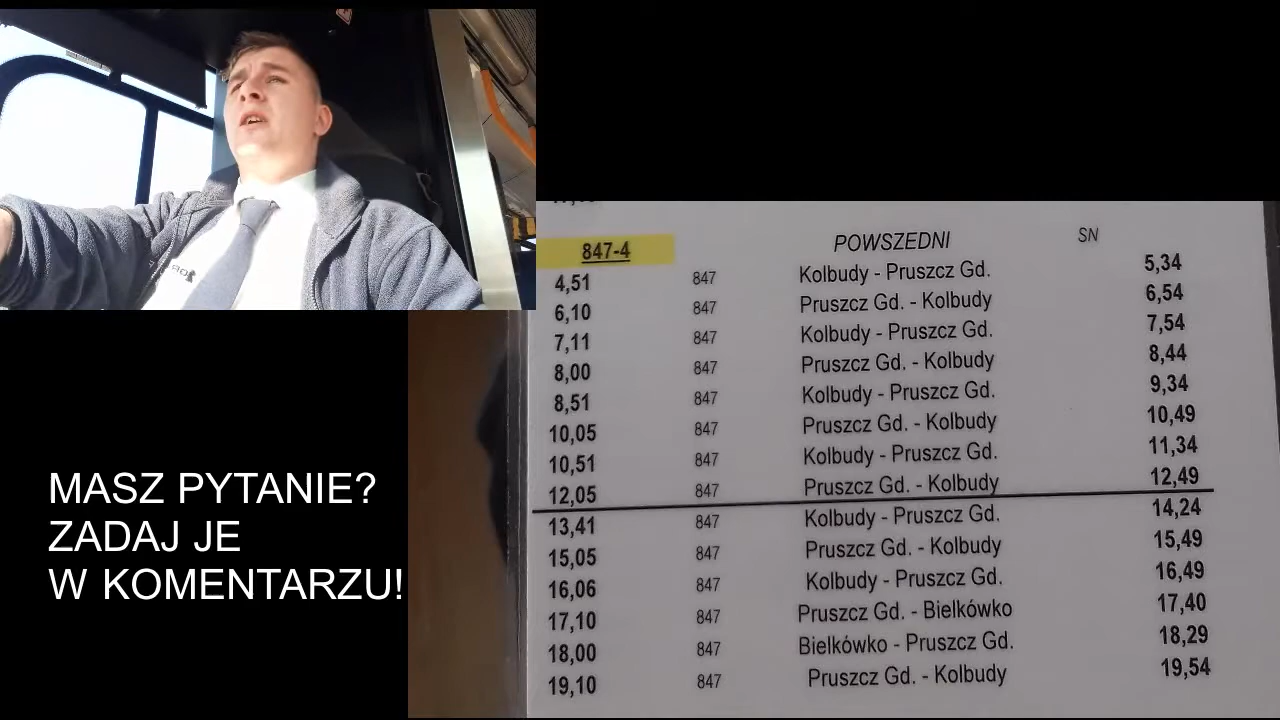 847-4 POWSZEDNI SN
4,51 847 Kolbudy - Pruszcz Gd. 5,34
6,10 847 Pruszcz Gd. - Kolbudy 6,54
7,11 847 Kolbudy - Pruszcz Gd. 7,54
8,00 847 Pruszcz Gd. - Kolbudy 8,44
8,51 847 Kolbudy - Pruszcz Gd. 9,34
10,05 847 Pruszcz Gd. - Kolbudy 10,49
10,51 847 Kolbudy - Pruszcz Gd. 11,34
12,05 847 Pruszcz Gd. - Kolbudy 12,49
13,41 847 Kolbudy - Pruszcz Gd. 14,24
15,05 847 Pruszcz Gd. - Kolbudy 15,49
16,06 847 Kolbudy - Pruszcz Gd. 16,49
17,10 847 Pruszcz Gd. - Bielkówko 17,40
18,00 847 Bielkówko - Pruszcz Gd. 18,29
19,10 847 Pruszcz Gd. - Kolbudy 19,54
MASZ PYTANIE?
ZADAJ JE
W KOMENTARZU!